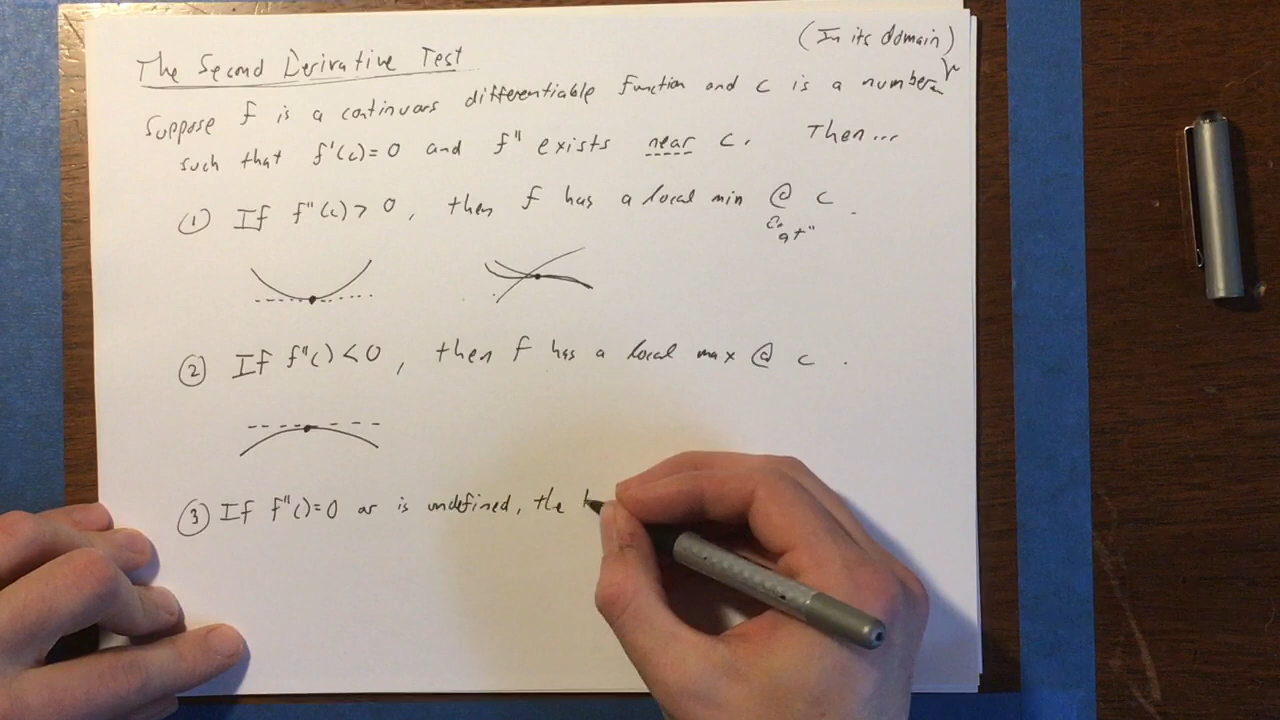 (In its domain)
The Second Derivative Test
Suppose f is a continuous differentiable function and c is a number
such that f'(c)=0 and f" exists near c. Then...
① If f"(c)>0, then f has a local min @ c.
"at"
② If f"(c)<0, then f has a local max @ c.
③ If f"(c)=0 or is undefined, the